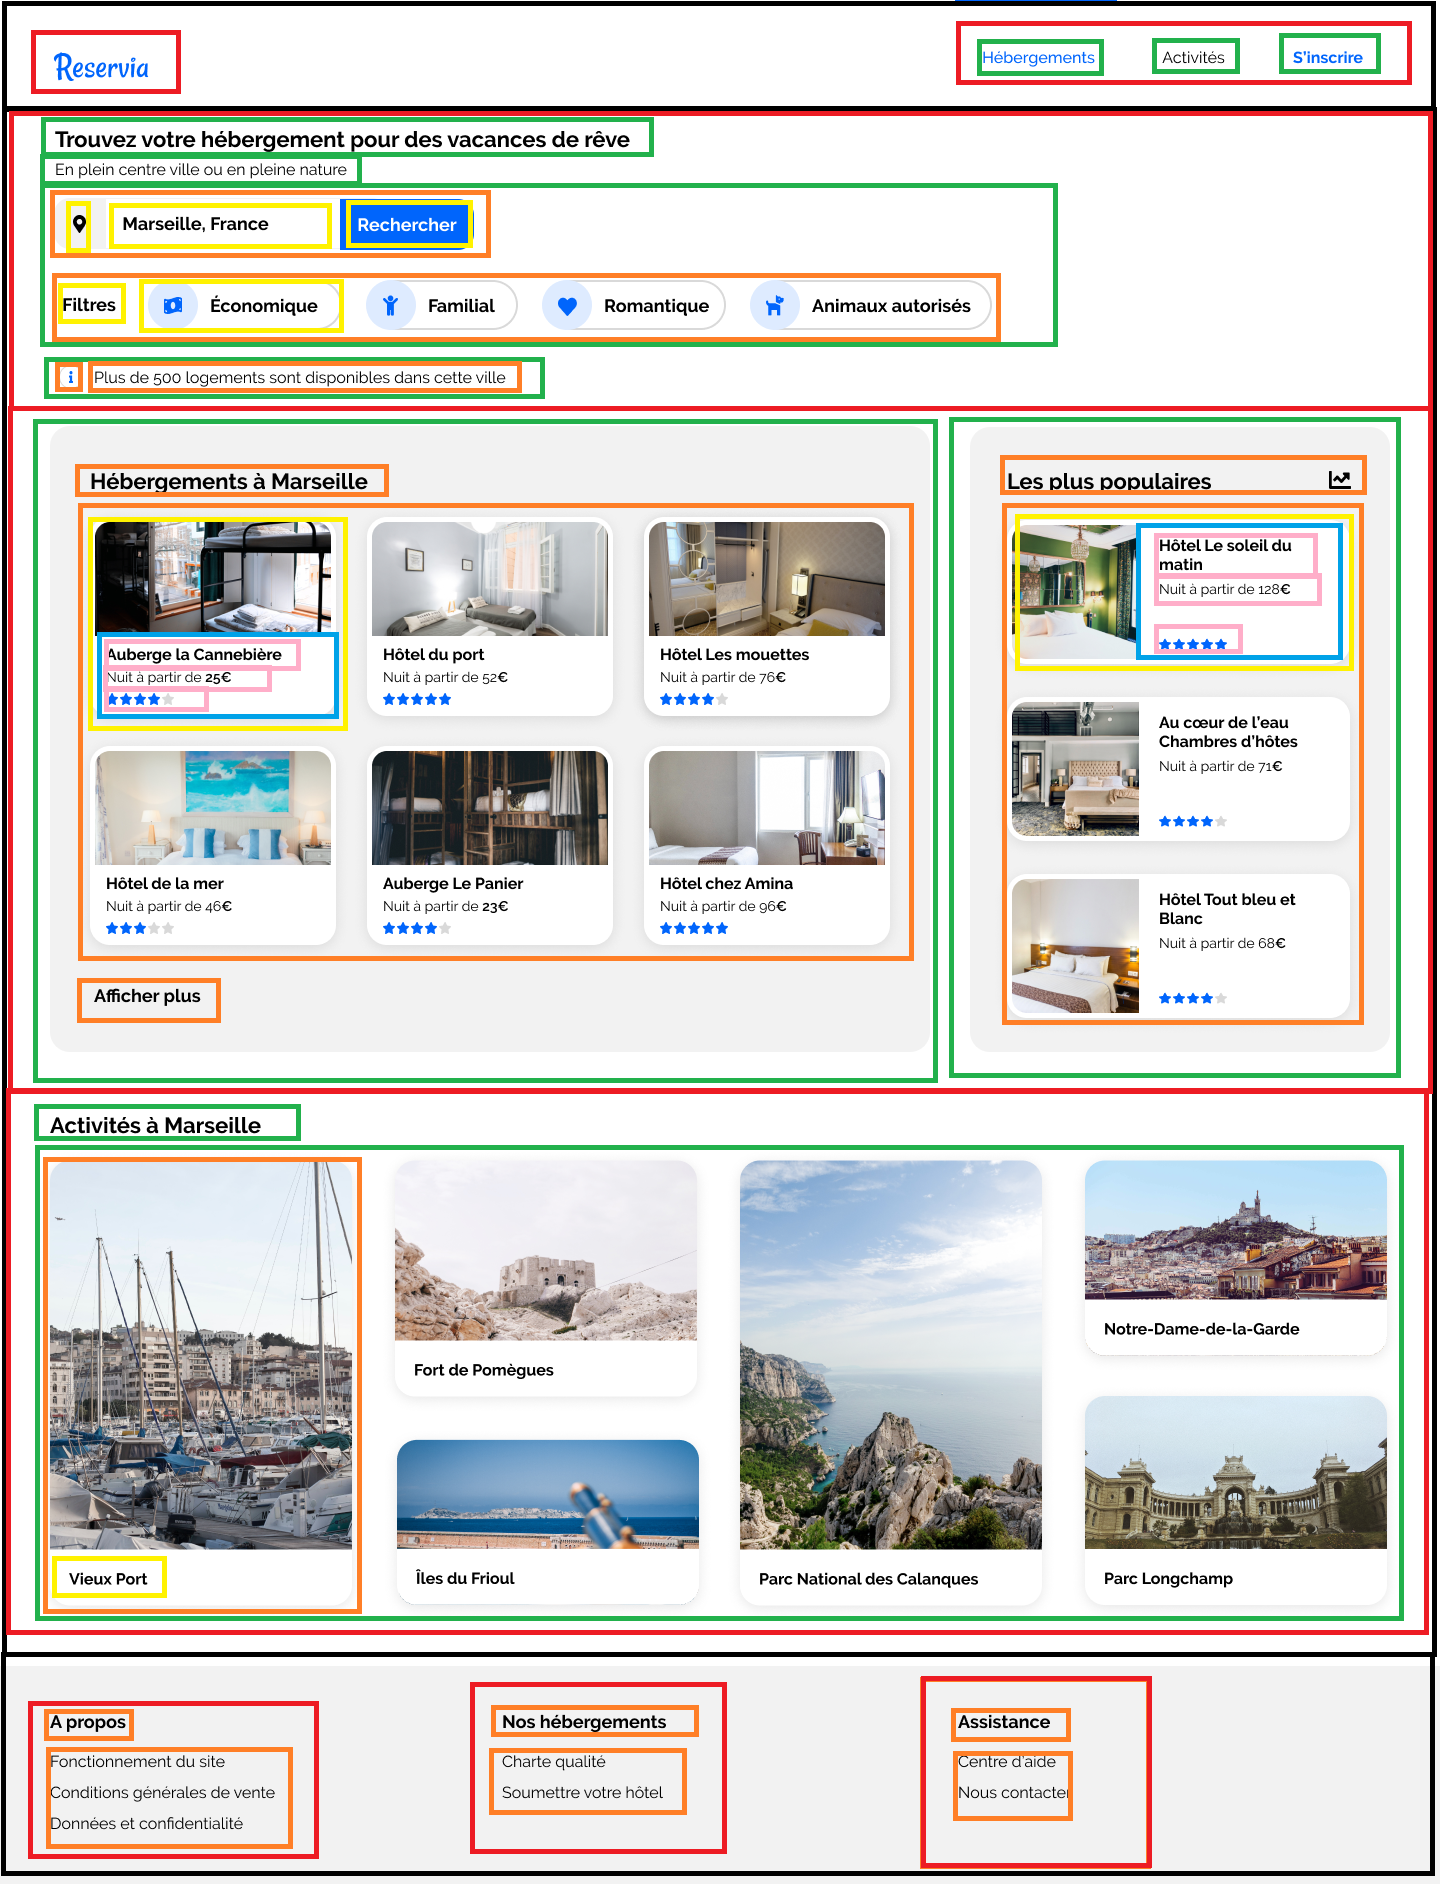 Reservia
Hébergements
Activités
S'inscrire
Trouvez votre hébergement pour des vacances de rêve
En plein centre ville ou en pleine nature
Marseille, France
Rechercher
Filtres
Économique
Familial
Romantique
Animaux autorisés
Plus de 500 logements sont disponibles dans cette ville
Hébergements à Marseille
Auberge la Cannebière
Nuit à partir de 25€
Hôtel du port
Nuit à partir de 52€
Hôtel Les mouettes
Nuit à partir de 76€
Hôtel de la mer
Nuit à partir de 46€
Auberge Le Panier
Nuit à partir de 23€
Hôtel chez Amina
Nuit à partir de 96€
Afficher plus
Les plus populaires
Hôtel Le soleil du
matin
Nuit à partir de 128€
Au cœur de l'eau
Chambres d'hôtes
Nuit à partir de 71€
Hôtel Tout bleu et
Blanc
Nuit à partir de 68€
Activités à Marseille
Vieux Port
Fort de Pomègues
Îles du Frioul
Parc National des Calanques
Notre-Dame-de-la-Garde
Parc Longchamp
A propos
Fonctionnement du site
Conditions générales de vente
Données et confidentialité
Nos hébergements
Charte qualité
Soumettre votre hôtel
Assistance
Centre d'aide
Nous contacter